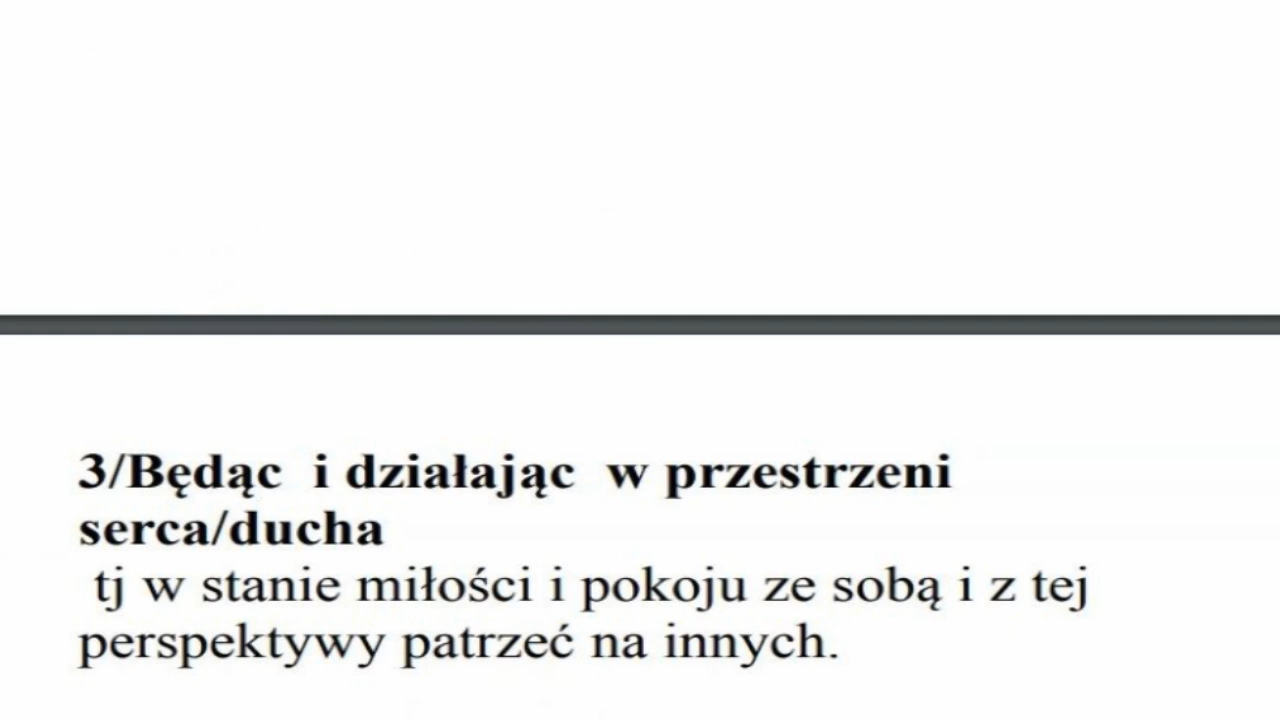 3/Będąc  i działając  w przestrzeni
serca/ducha
tj w stanie miłości i pokoju ze sobą i z tej
perspektywy patrzeć na innych.